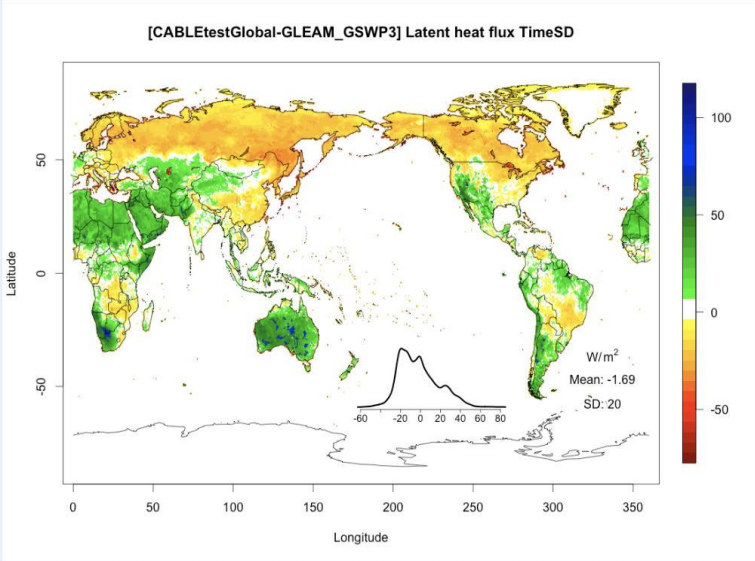 [CABLEtestGlobal-GLEAM_GSWP3] Latent heat flux TimeSD
Latitude
50
0
-50
W/m²
Mean: -1.69
SD: 20
-60 -20 0 20 40 60 80
0 50 100 150 200 250 300 350
Longitude
100
50
0
-50